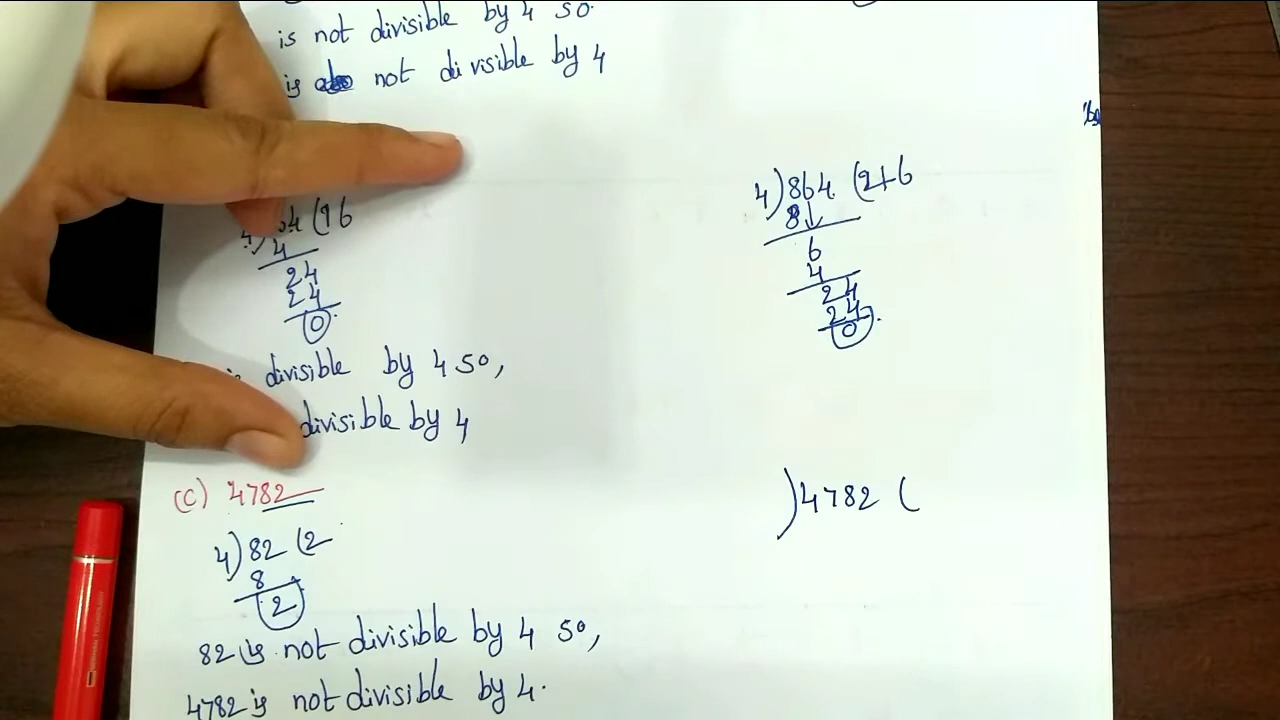 is not divisible by 4 so
is not divisible by 4
4)864 (216
8↓
6
4
24
24
0
4 (16
4
24
24
0
divisible by 4 so,
divisible by 4
(C) 4782
)4782 (
4)82 (2
8
2
82 is not divisible by 4 so,
4782 is not divisible by 4.